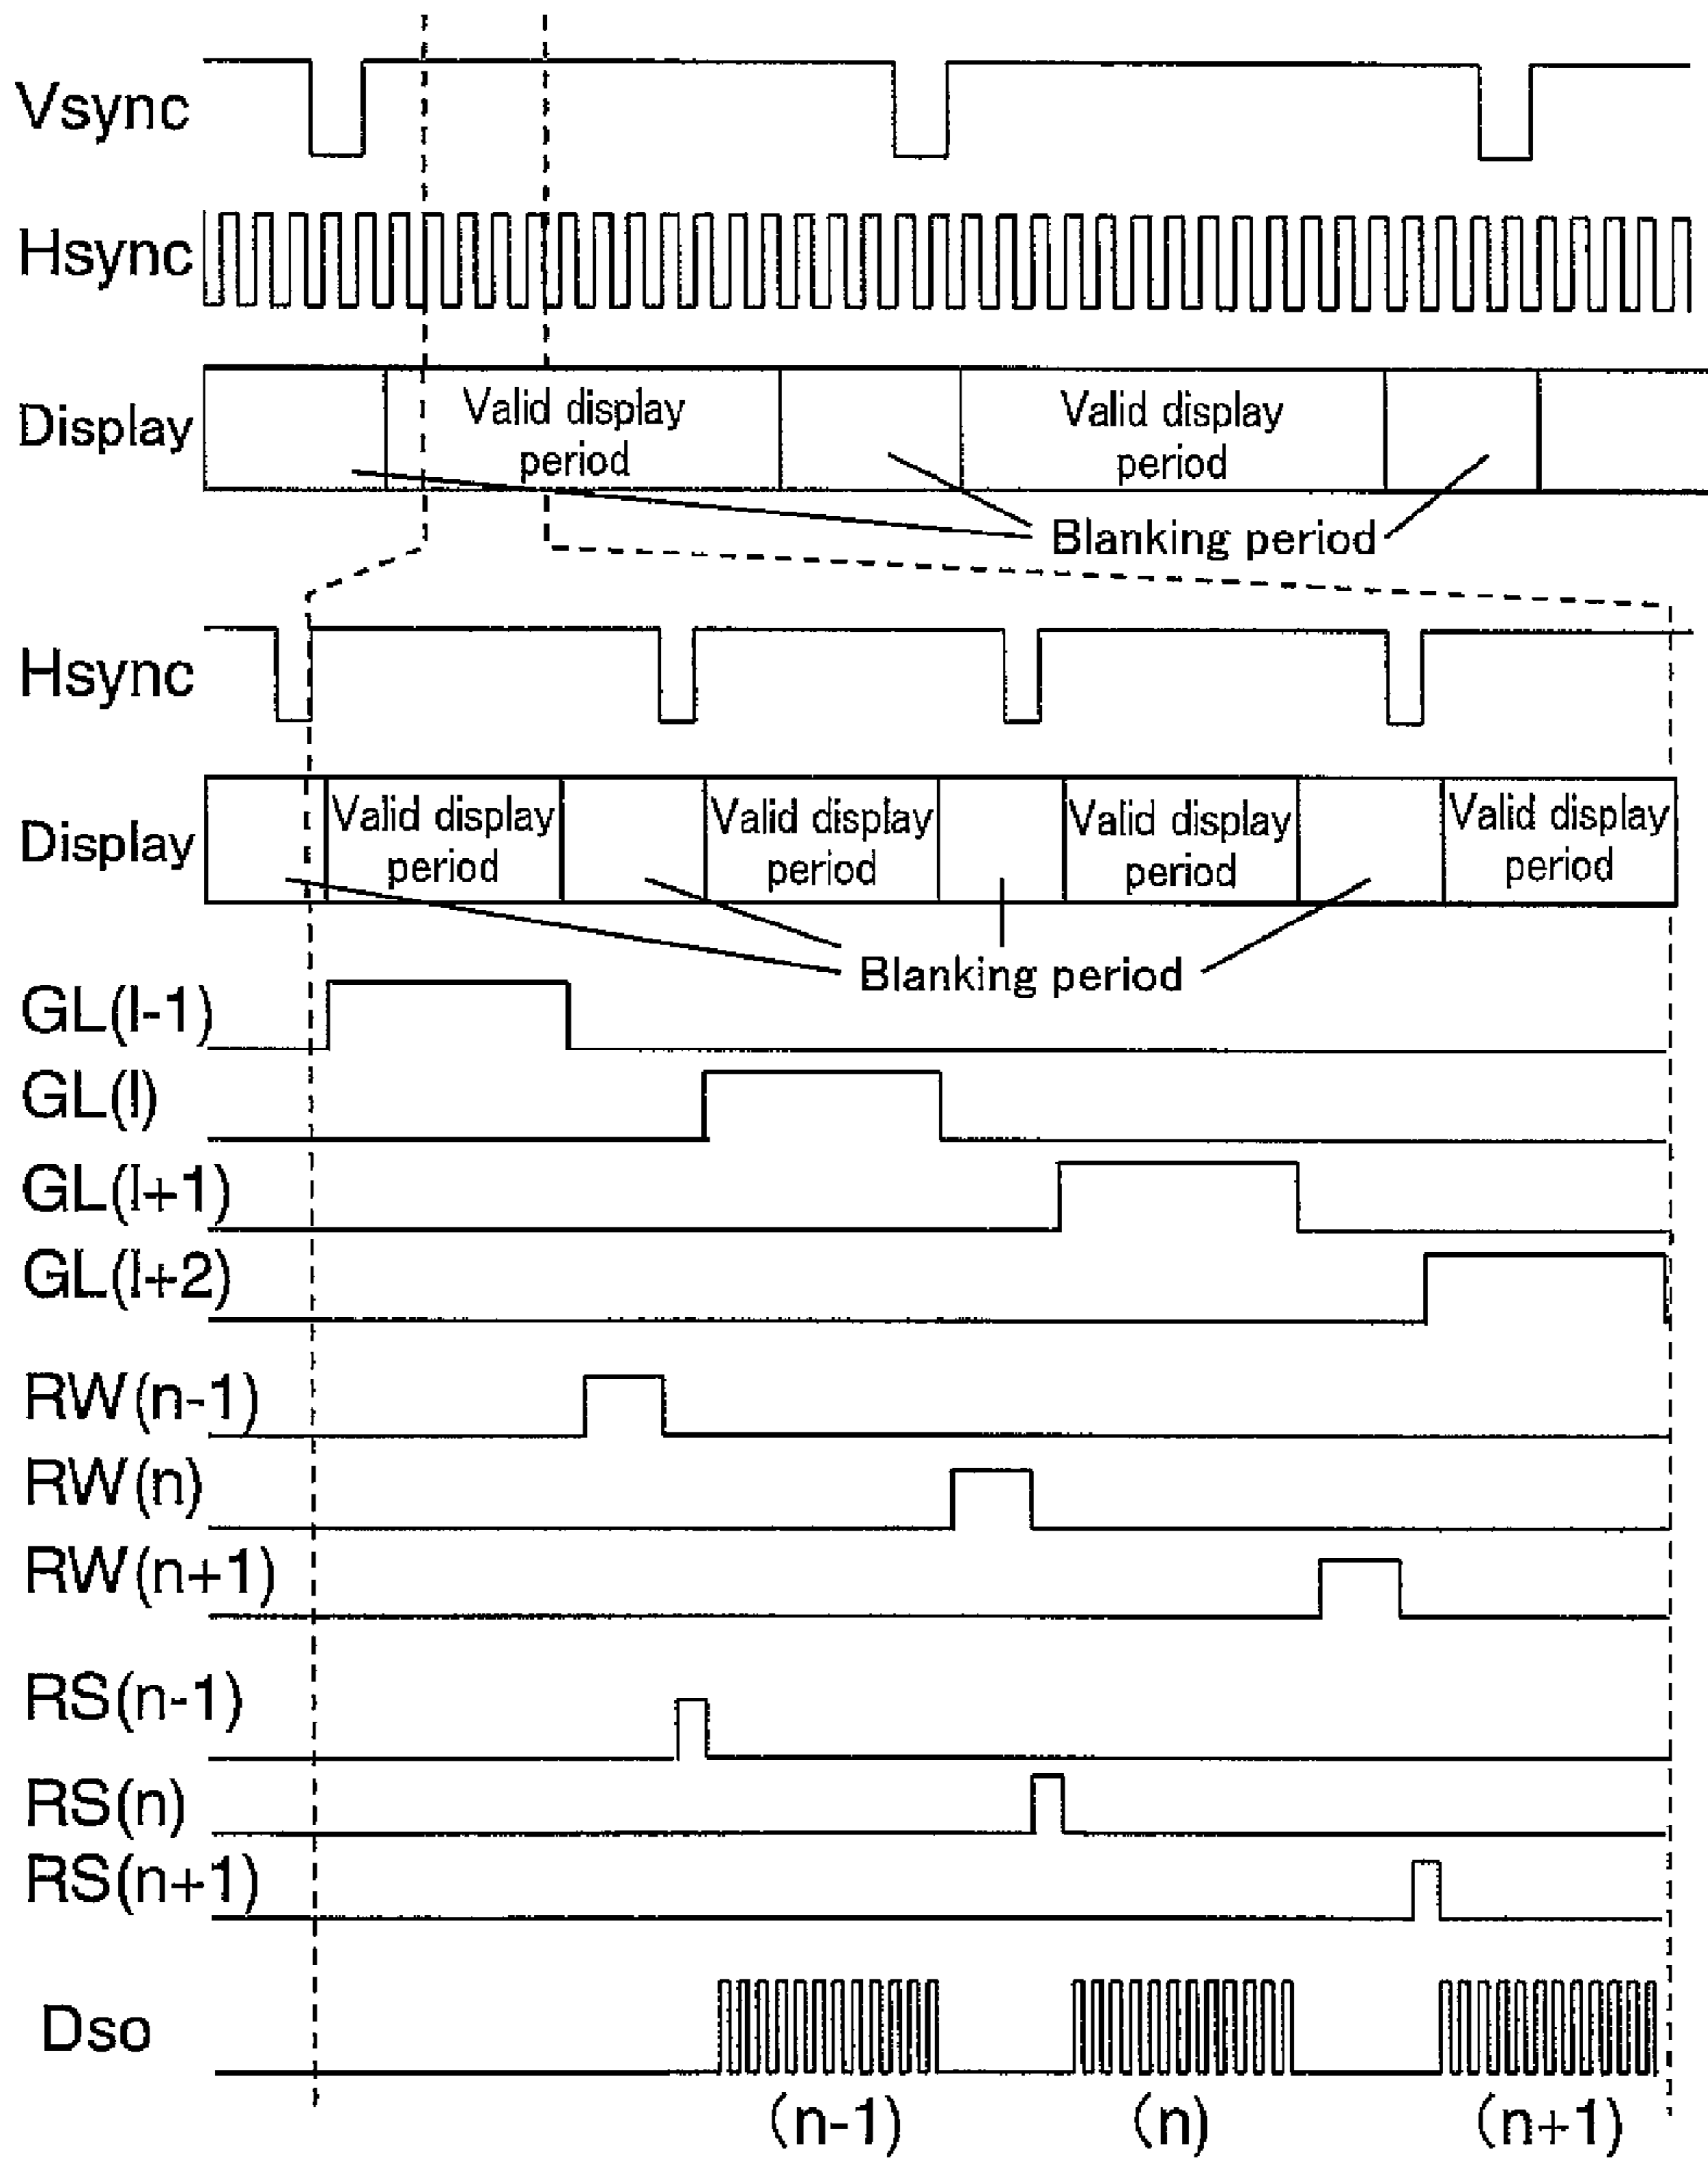 Vsync
Hsync
Display
Valid display
period
Valid display
period
Blanking period
Hsync
Display
Valid display
period
Valid display
period
Valid display
period
Valid display
period
Blanking period
GL(l-1)
GL(l)
GL(l+1)
GL(l+2)
RW(n-1)
RW(n)
RW(n+1)
RS(n-1)
RS(n)
RS(n+1)
Dso
(n-1)
(n)
(n+1)